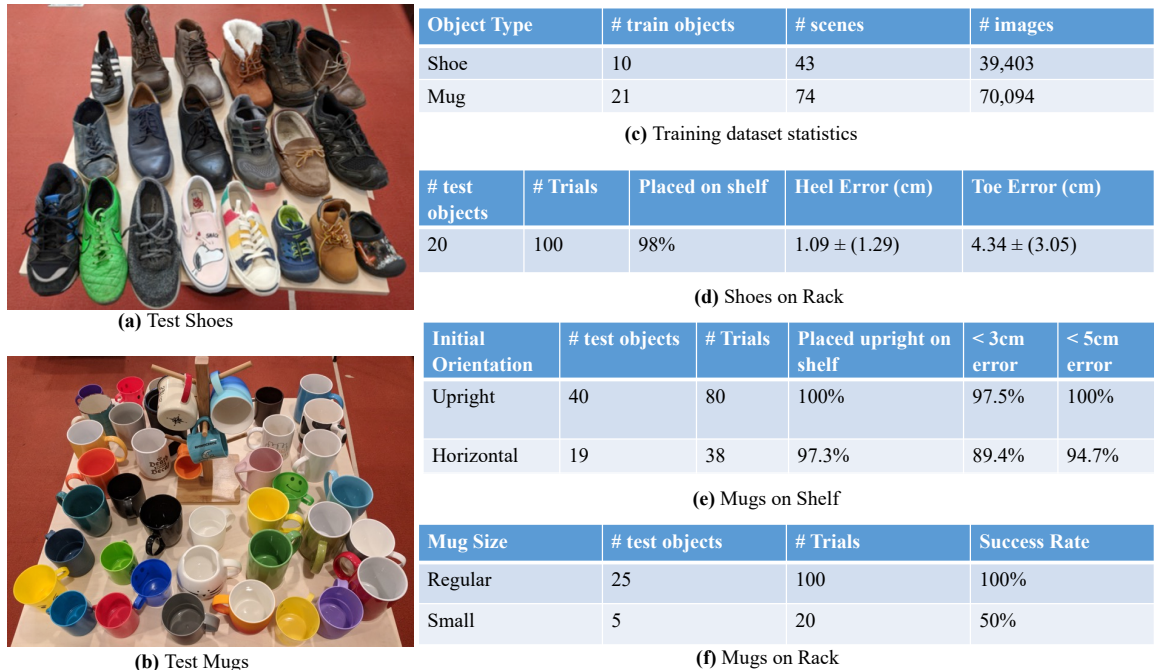 (a) Test Shoes
(b) Test Mugs
Object Type # train objects # scenes # images
Shoe 10 43 39,403
Mug 21 74 70,094
(c) Training dataset statistics
# test objects # Trials Placed on shelf Heel Error (cm) Toe Error (cm)
20 100 98% 1.09 ± (1.29) 4.34 ± (3.05)
(d) Shoes on Rack
Initial Orientation # test objects # Trials Placed upright on shelf < 3cm error < 5cm error
Upright 40 80 100% 97.5% 100%
Horizontal 19 38 97.3% 89.4% 94.7%
(e) Mugs on Shelf
Mug Size # test objects # Trials Success Rate
Regular 25 100 100%
Small 5 20 50%
(f) Mugs on Rack